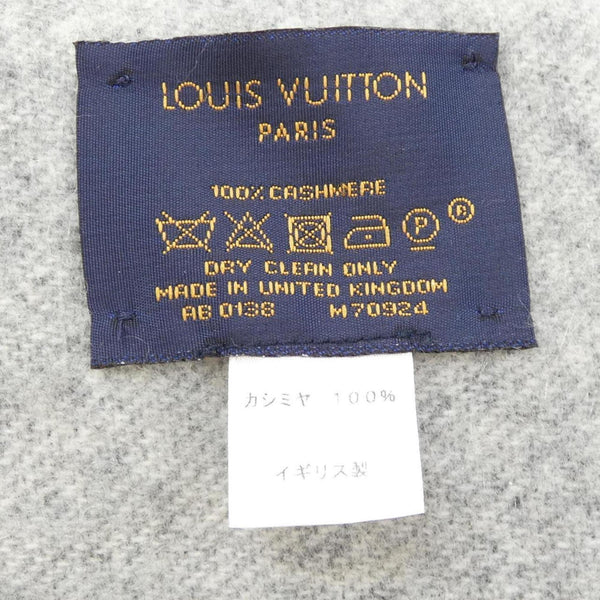 LOUIS VUITTON
PARIS
100% CASHMERE
P ®
DRY CLEAN ONLY
MADE IN UNITED KINGDOM
AB 0138 M70924
カシミヤ 100%
イギリス製